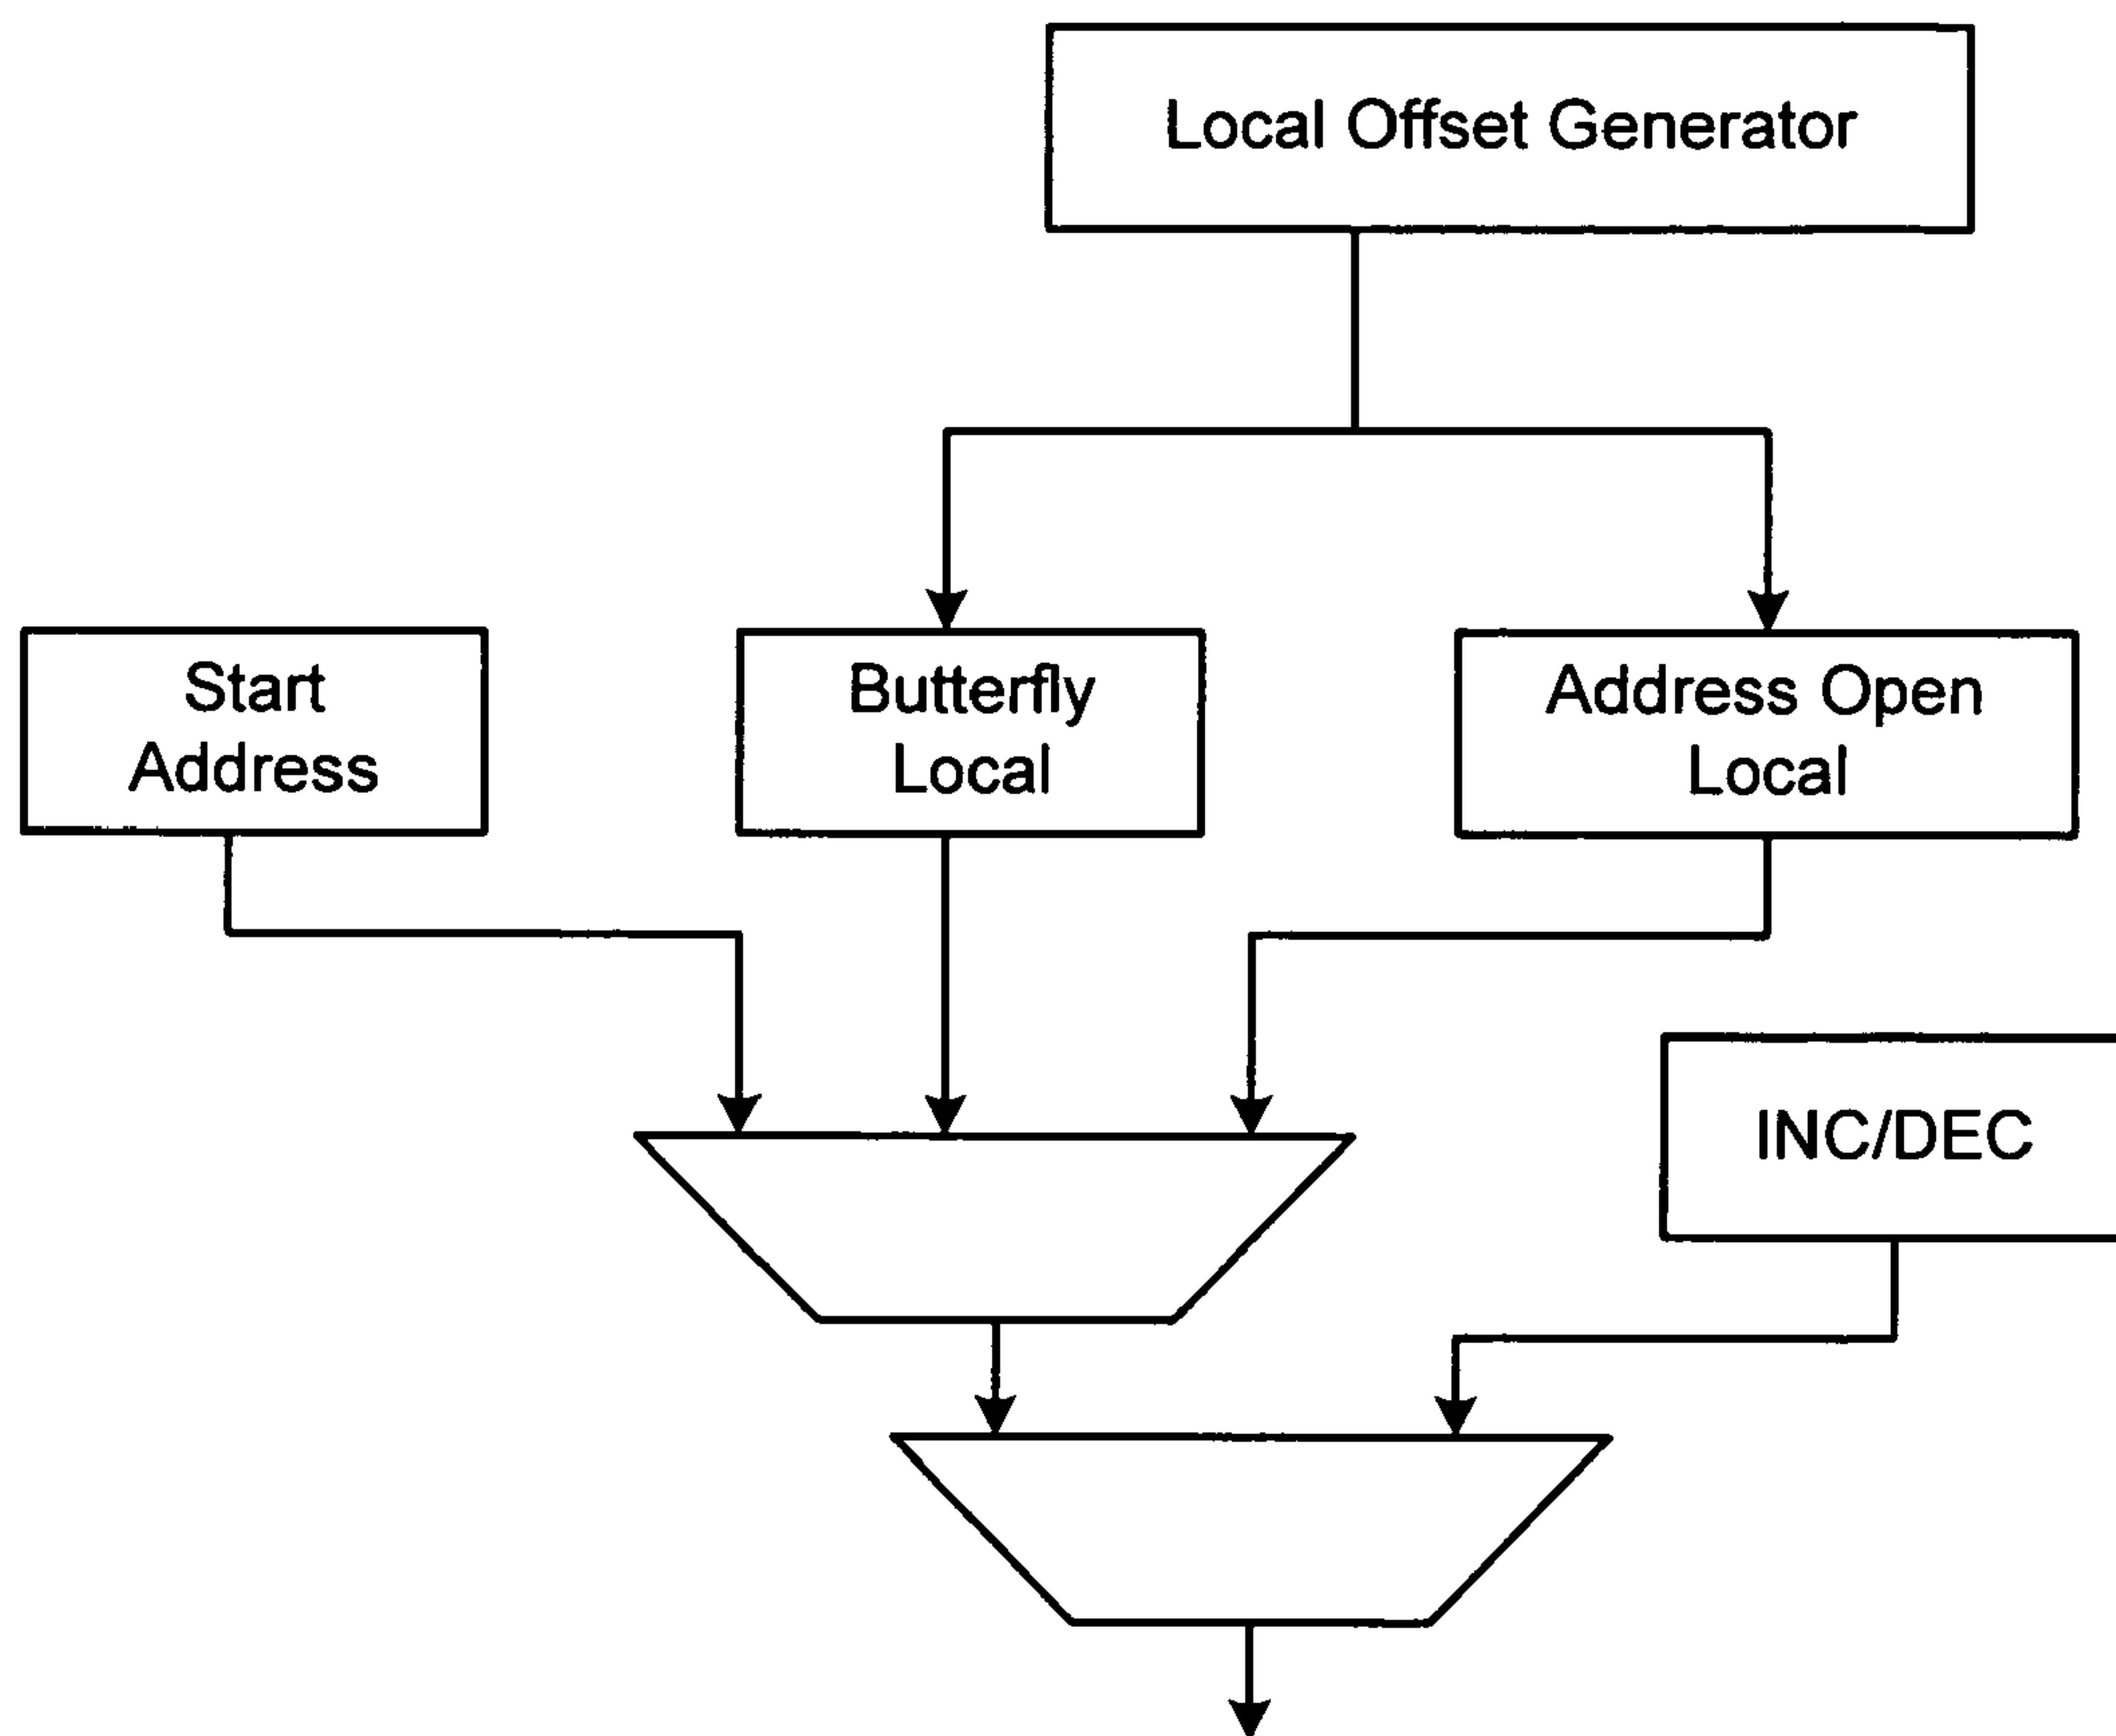 Local Offset Generator
Start
Address
Butterfly
Local
Address Open
Local
INC/DEC